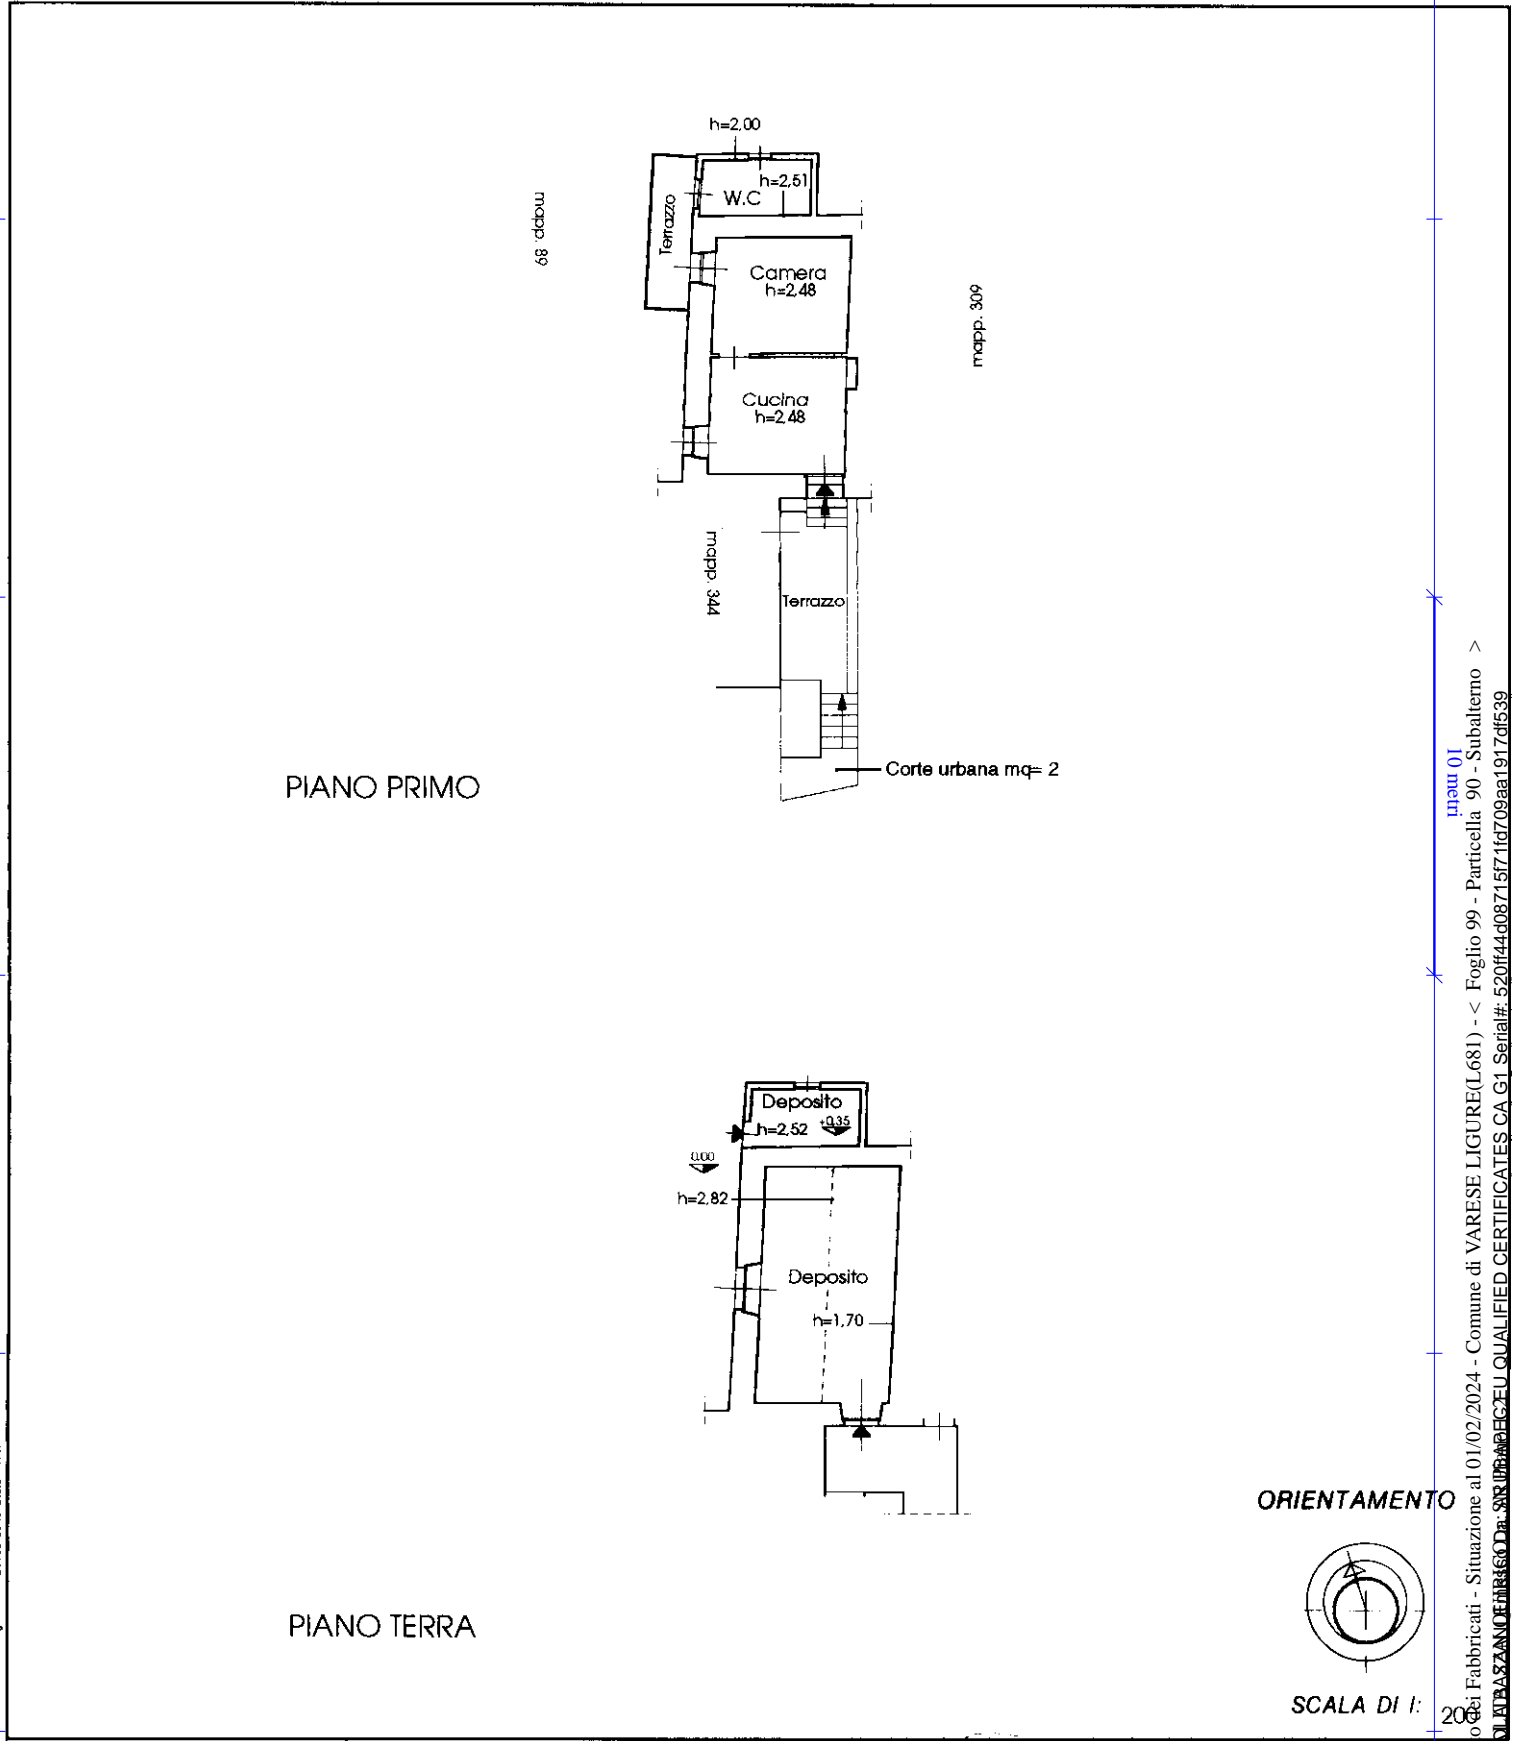 h=2,00
h=2,51
W.C
Terrazzo
mapp. 89
Camera
h=2,48
mapp. 309
Cucina
h=2,48
mapp. 344
Terrazzo
Corte urbana mq= 2
PIANO PRIMO
Deposito
h=2,52
+0.35
0.00
h=2,82
Deposito
h=1,70
PIANO TERRA
ORIENTAMENTO
SCALA DI I: 200
10 metri
dei Fabbricati - Situazione al 01/02/2024 - Comune di VARESE LIGURE(L681) - < Foglio 99 - Particella 90 - Subalterno >
QUALIFIED CERTIFICATES CA G1 Serial#: 520ff44d08715f71fd709aa1917df539